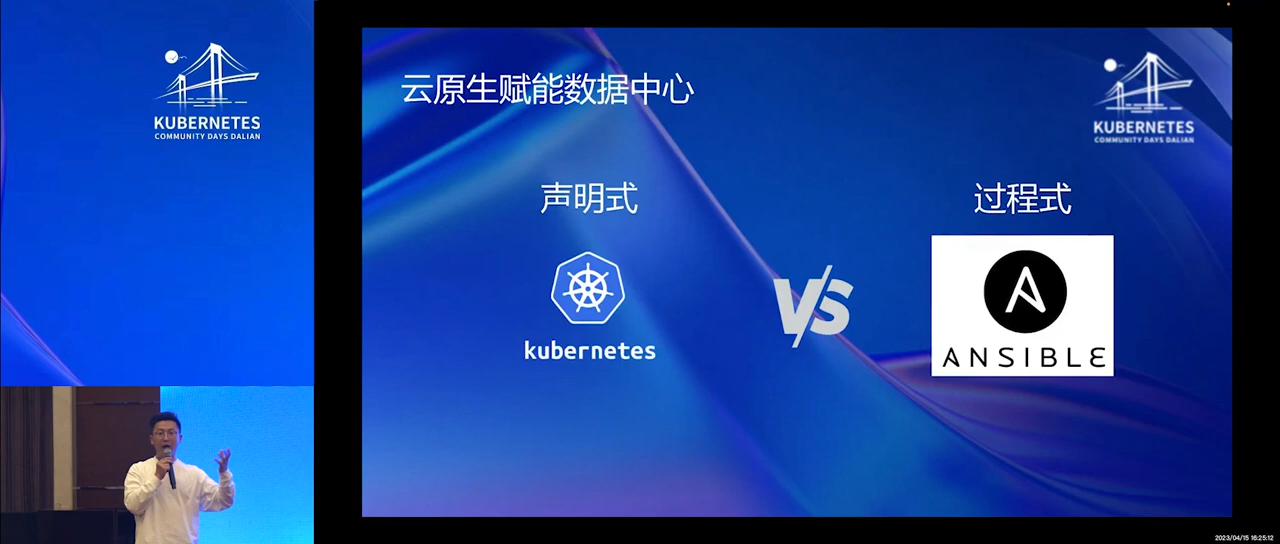 KUBERNETES
COMMUNITY DAYS DALIAN
云原生赋能数据中心
KUBERNETES
COMMUNITY DAYS DALIAN
声明式
过程式
kubernetes
VS
ANSIBLE
2023/04/15 16:25:12